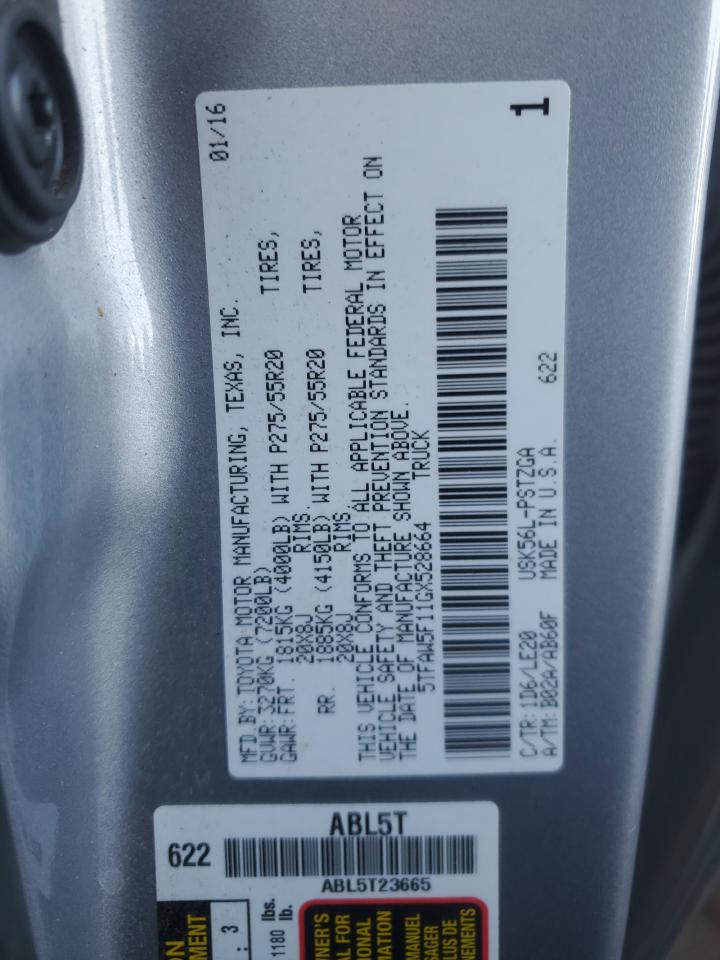 01/16
MFD.BY:TOYOTA MOTOR MANUFACTURING, TEXAS, INC.
GVWR:3270KG (7200LB)
GAWR:FRT. 1815KG (4000LB) WITH P275/55R20 TIRES,
20X8J RIMS.
RR. 1885KG (4150LB) WITH P275/55R20 TIRES,
20X8J RIMS
THIS VEHICLE CONFORMS TO ALL APPLICABLE FEDERAL MOTOR
VEHICLE SAFETY AND THEFT PREVENTION STANDARDS IN EFFECT ON
THE DATE OF MANUFACTURE SHOWN ABOVE.
5TFAW5F11GX528664 TRUCK
C/TR:1D6/LE20 USK56L-PSTZGA
A/TM:B02A/AB60F MADE IN U.S.A. 622
1
ABL5T
622
ABL5T23665
: 3
1180 lbs.
lb.